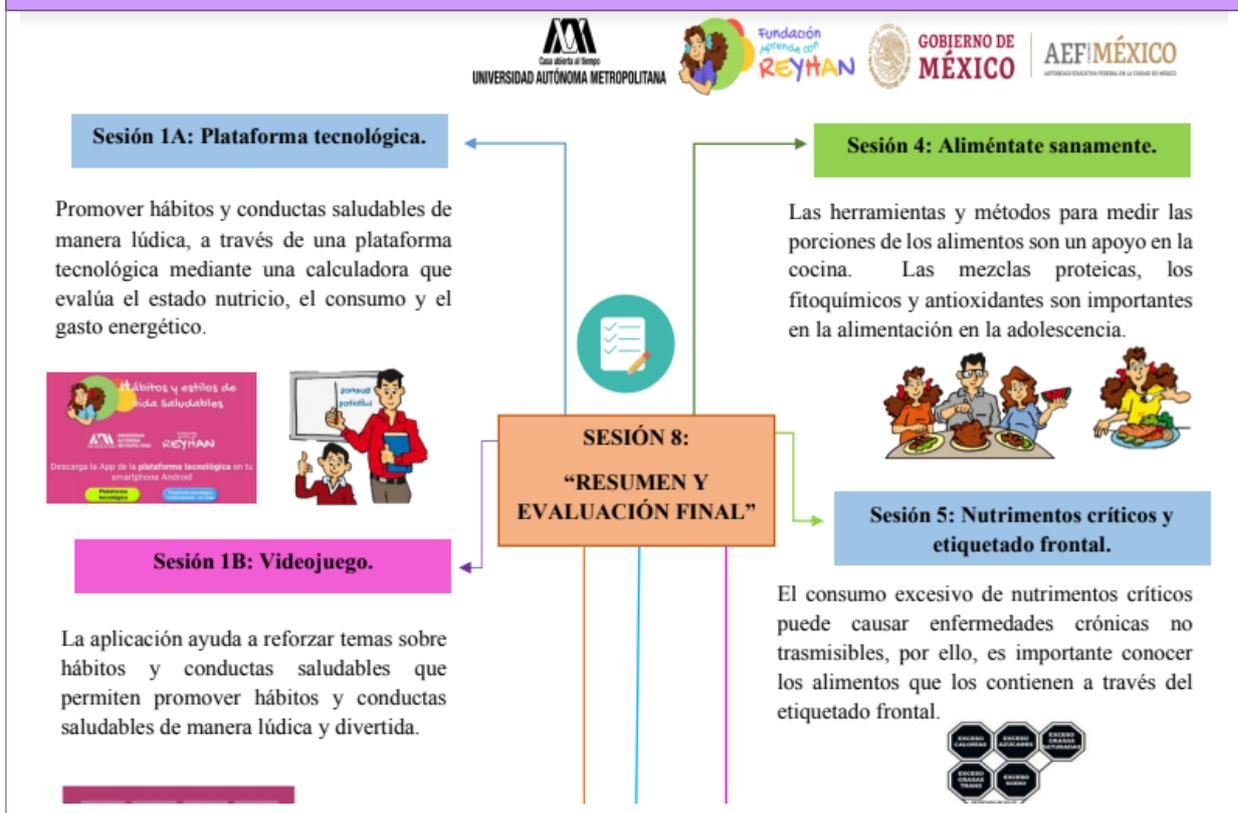 Casa abierta al tiempo
UNIVERSIDAD AUTÓNOMA METROPOLITANA
Fundación
aprende con
REYHAN
GOBIERNO DE
MÉXICO
AEFMÉXICO
AUTORIDAD EDUCATIVA FEDERAL EN LA CIUDAD DE MÉXICO
Sesión 1A: Plataforma tecnológica.
Promover hábitos y conductas saludables de
manera lúdica, a través de una plataforma
tecnológica mediante una calculadora que
evalúa el estado nutricio, el consumo y el
gasto energético.
Hábitos y estilos de
vida Saludables
REYHAN
Descarga la App de la plataforma tecnológica en tu
smartphone Android
Plataforma
tecnológica
Sesión 1B: Videojuego.
La aplicación ayuda a reforzar temas sobre
hábitos y conductas saludables que
permiten promover hábitos y conductas
saludables de manera lúdica y divertida.
SESIÓN 8:
“RESUMEN Y
EVALUACIÓN FINAL”
Sesión 4: Aliméntate sanamente.
Las herramientas y métodos para medir las
porciones de los alimentos son un apoyo en la
cocina. Las mezclas proteicas, los
fitoquímicos y antioxidantes son importantes
en la alimentación en la adolescencia.
Sesión 5: Nutrimentos críticos y
etiquetado frontal.
El consumo excesivo de nutrimentos críticos
puede causar enfermedades crónicas no
trasmisibles, por ello, es importante conocer
los alimentos que los contienen a través del
etiquetado frontal.
EXCESO
CALORÍAS
EXCESO
AZÚCARES
EXCESO
GRASAS
SATURADAS
EXCESO
GRASAS
TRANS
EXCESO
SODIO